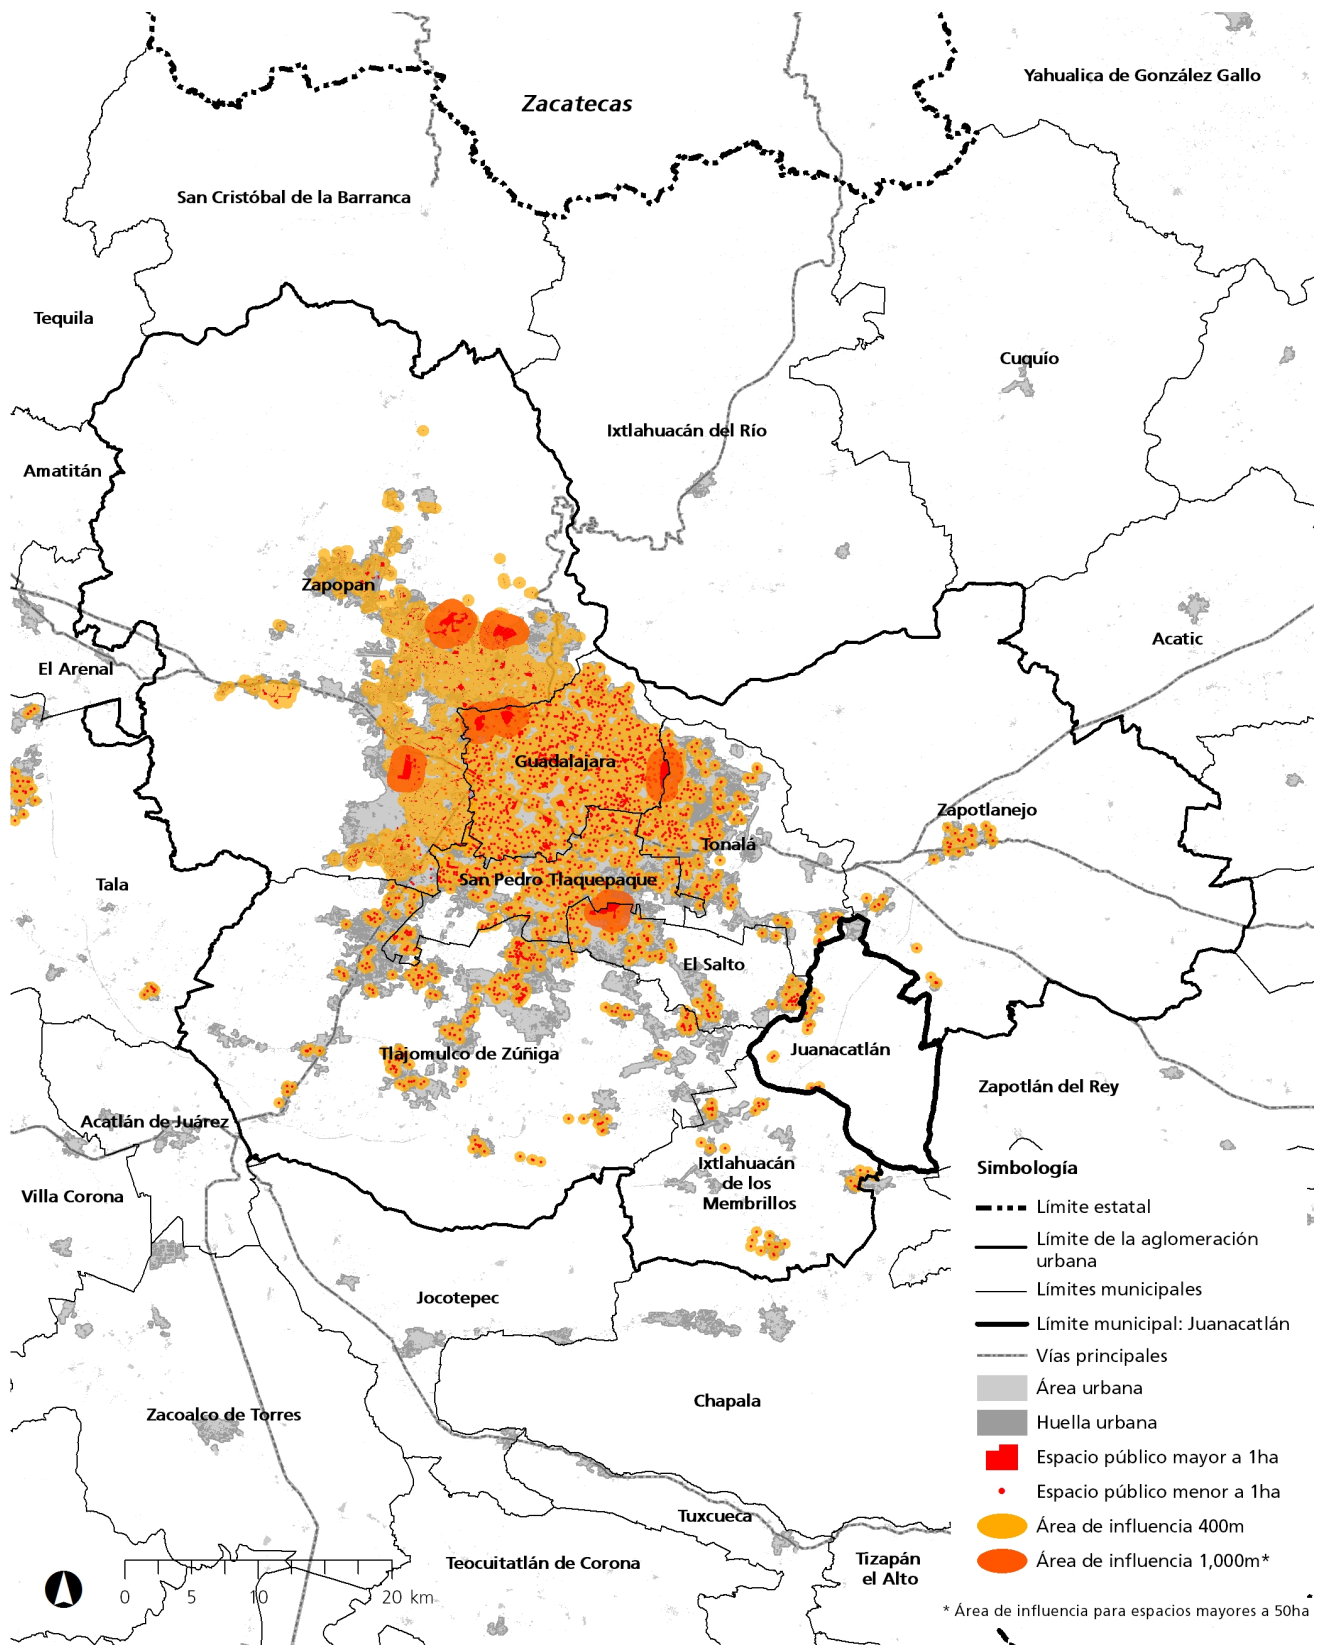 Yahualica de González Gallo
Zacatecas
San Cristóbal de la Barranca
Tequila
Cuquío
Ixtlahuacán del Río
Amatitán
Zapopan
Acatic
El Arenal
Guadalajara
Zapotlanejo
Tonalá
San Pedro Tlaquepaque
Tala
El Salto
Juanacatlán
Tlajomulco de Zúñiga
Zapotlán del Rey
Acatlán de Juárez
Ixtlahuacán
de los
Membrillos
Villa Corona
Jocotepec
Chapala
Zacoalco de Torres
Tuxcueca
Teocuitatlán de Corona
Tizapán
el Alto
0 5 10 20 km
Simbología
Límite estatal
Límite de la aglomeración
urbana
Límites municipales
Límite municipal: Juanacatlán
Vías principales
Área urbana
Huella urbana
Espacio público mayor a 1ha
Espacio público menor a 1ha
Área de influencia 400m
Área de influencia 1,000m*
* Área de influencia para espacios mayores a 50ha